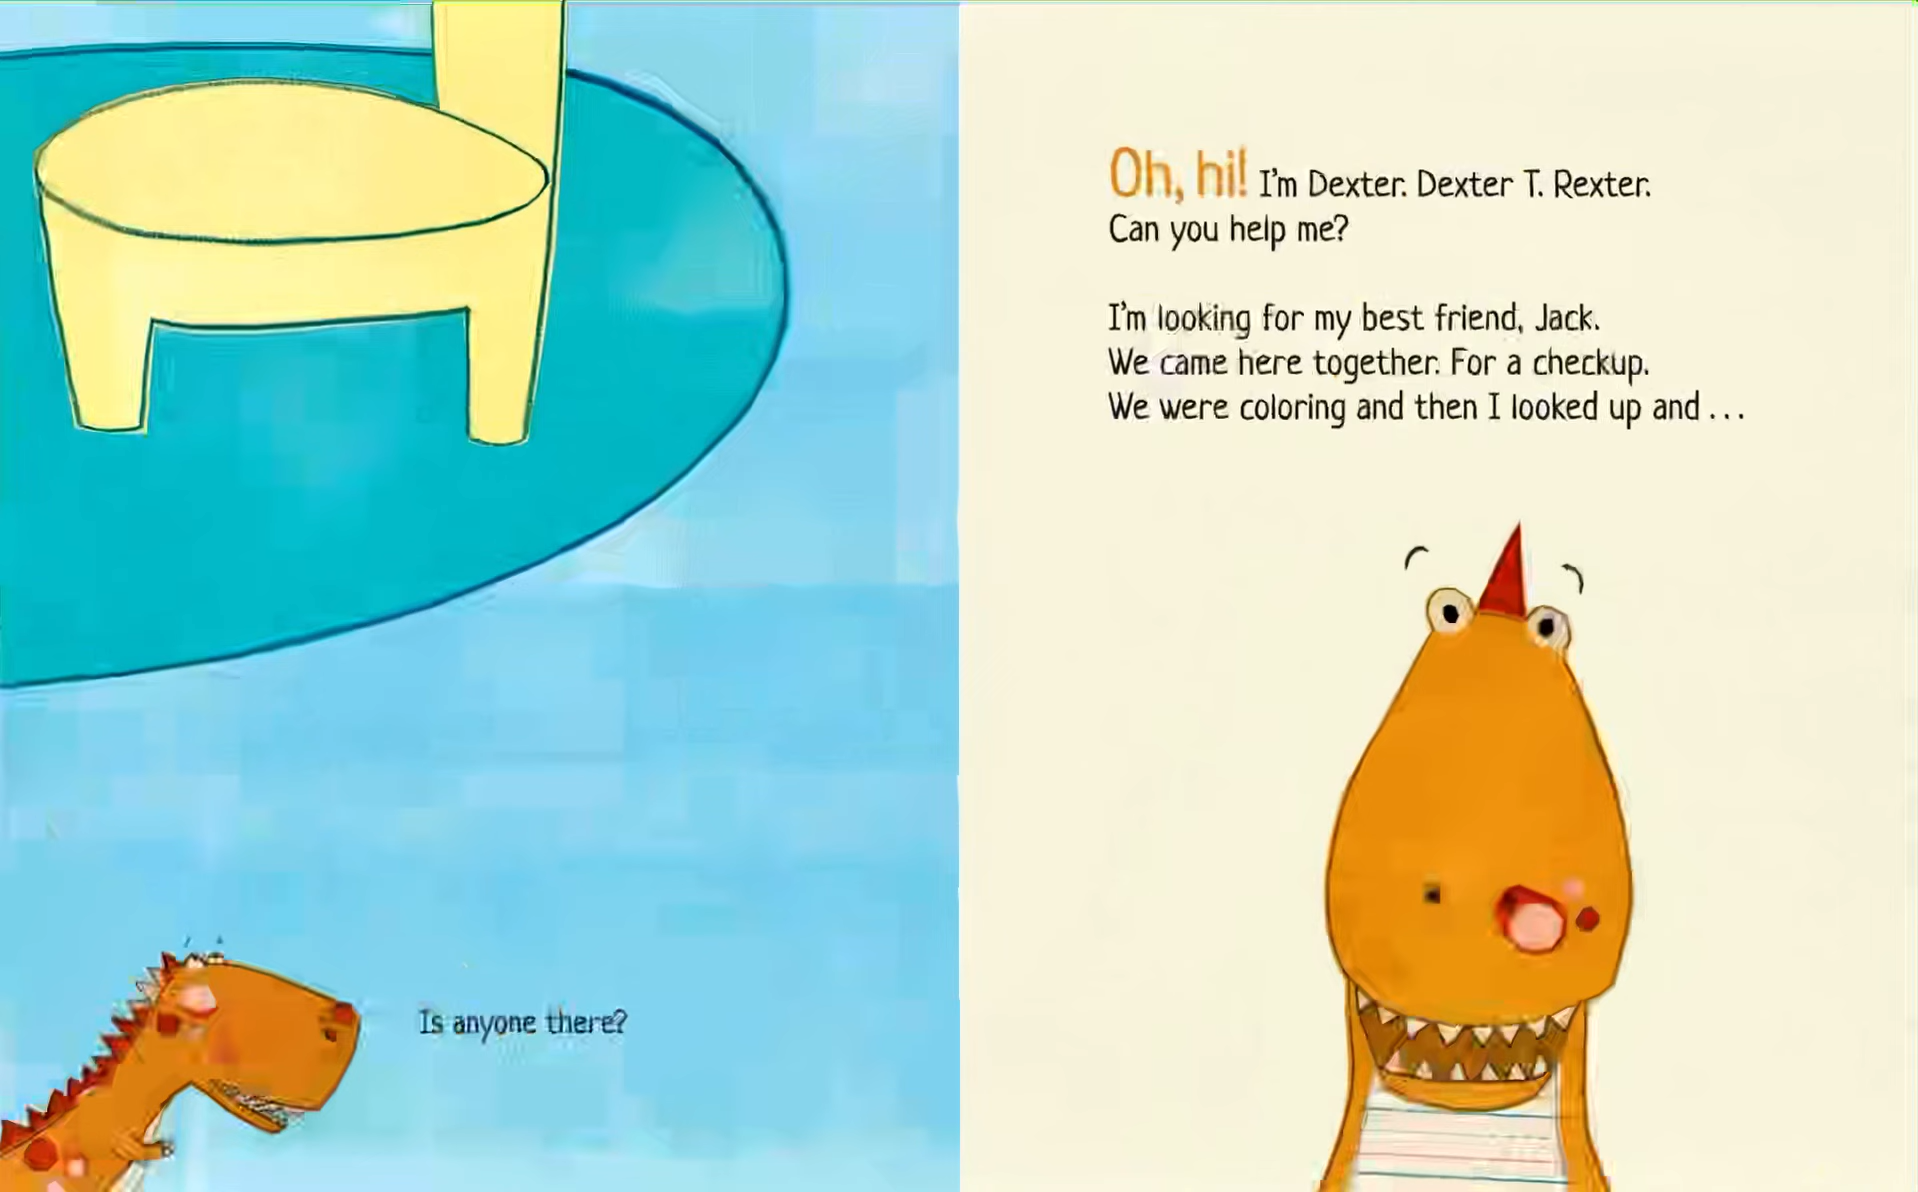 Is anyone there?
Oh, hi! I'm Dexter. Dexter T. Rexter.
Can you help me?
I'm looking for my best friend, Jack.
We came here together. For a checkup.
We were coloring and then I looked up and ...